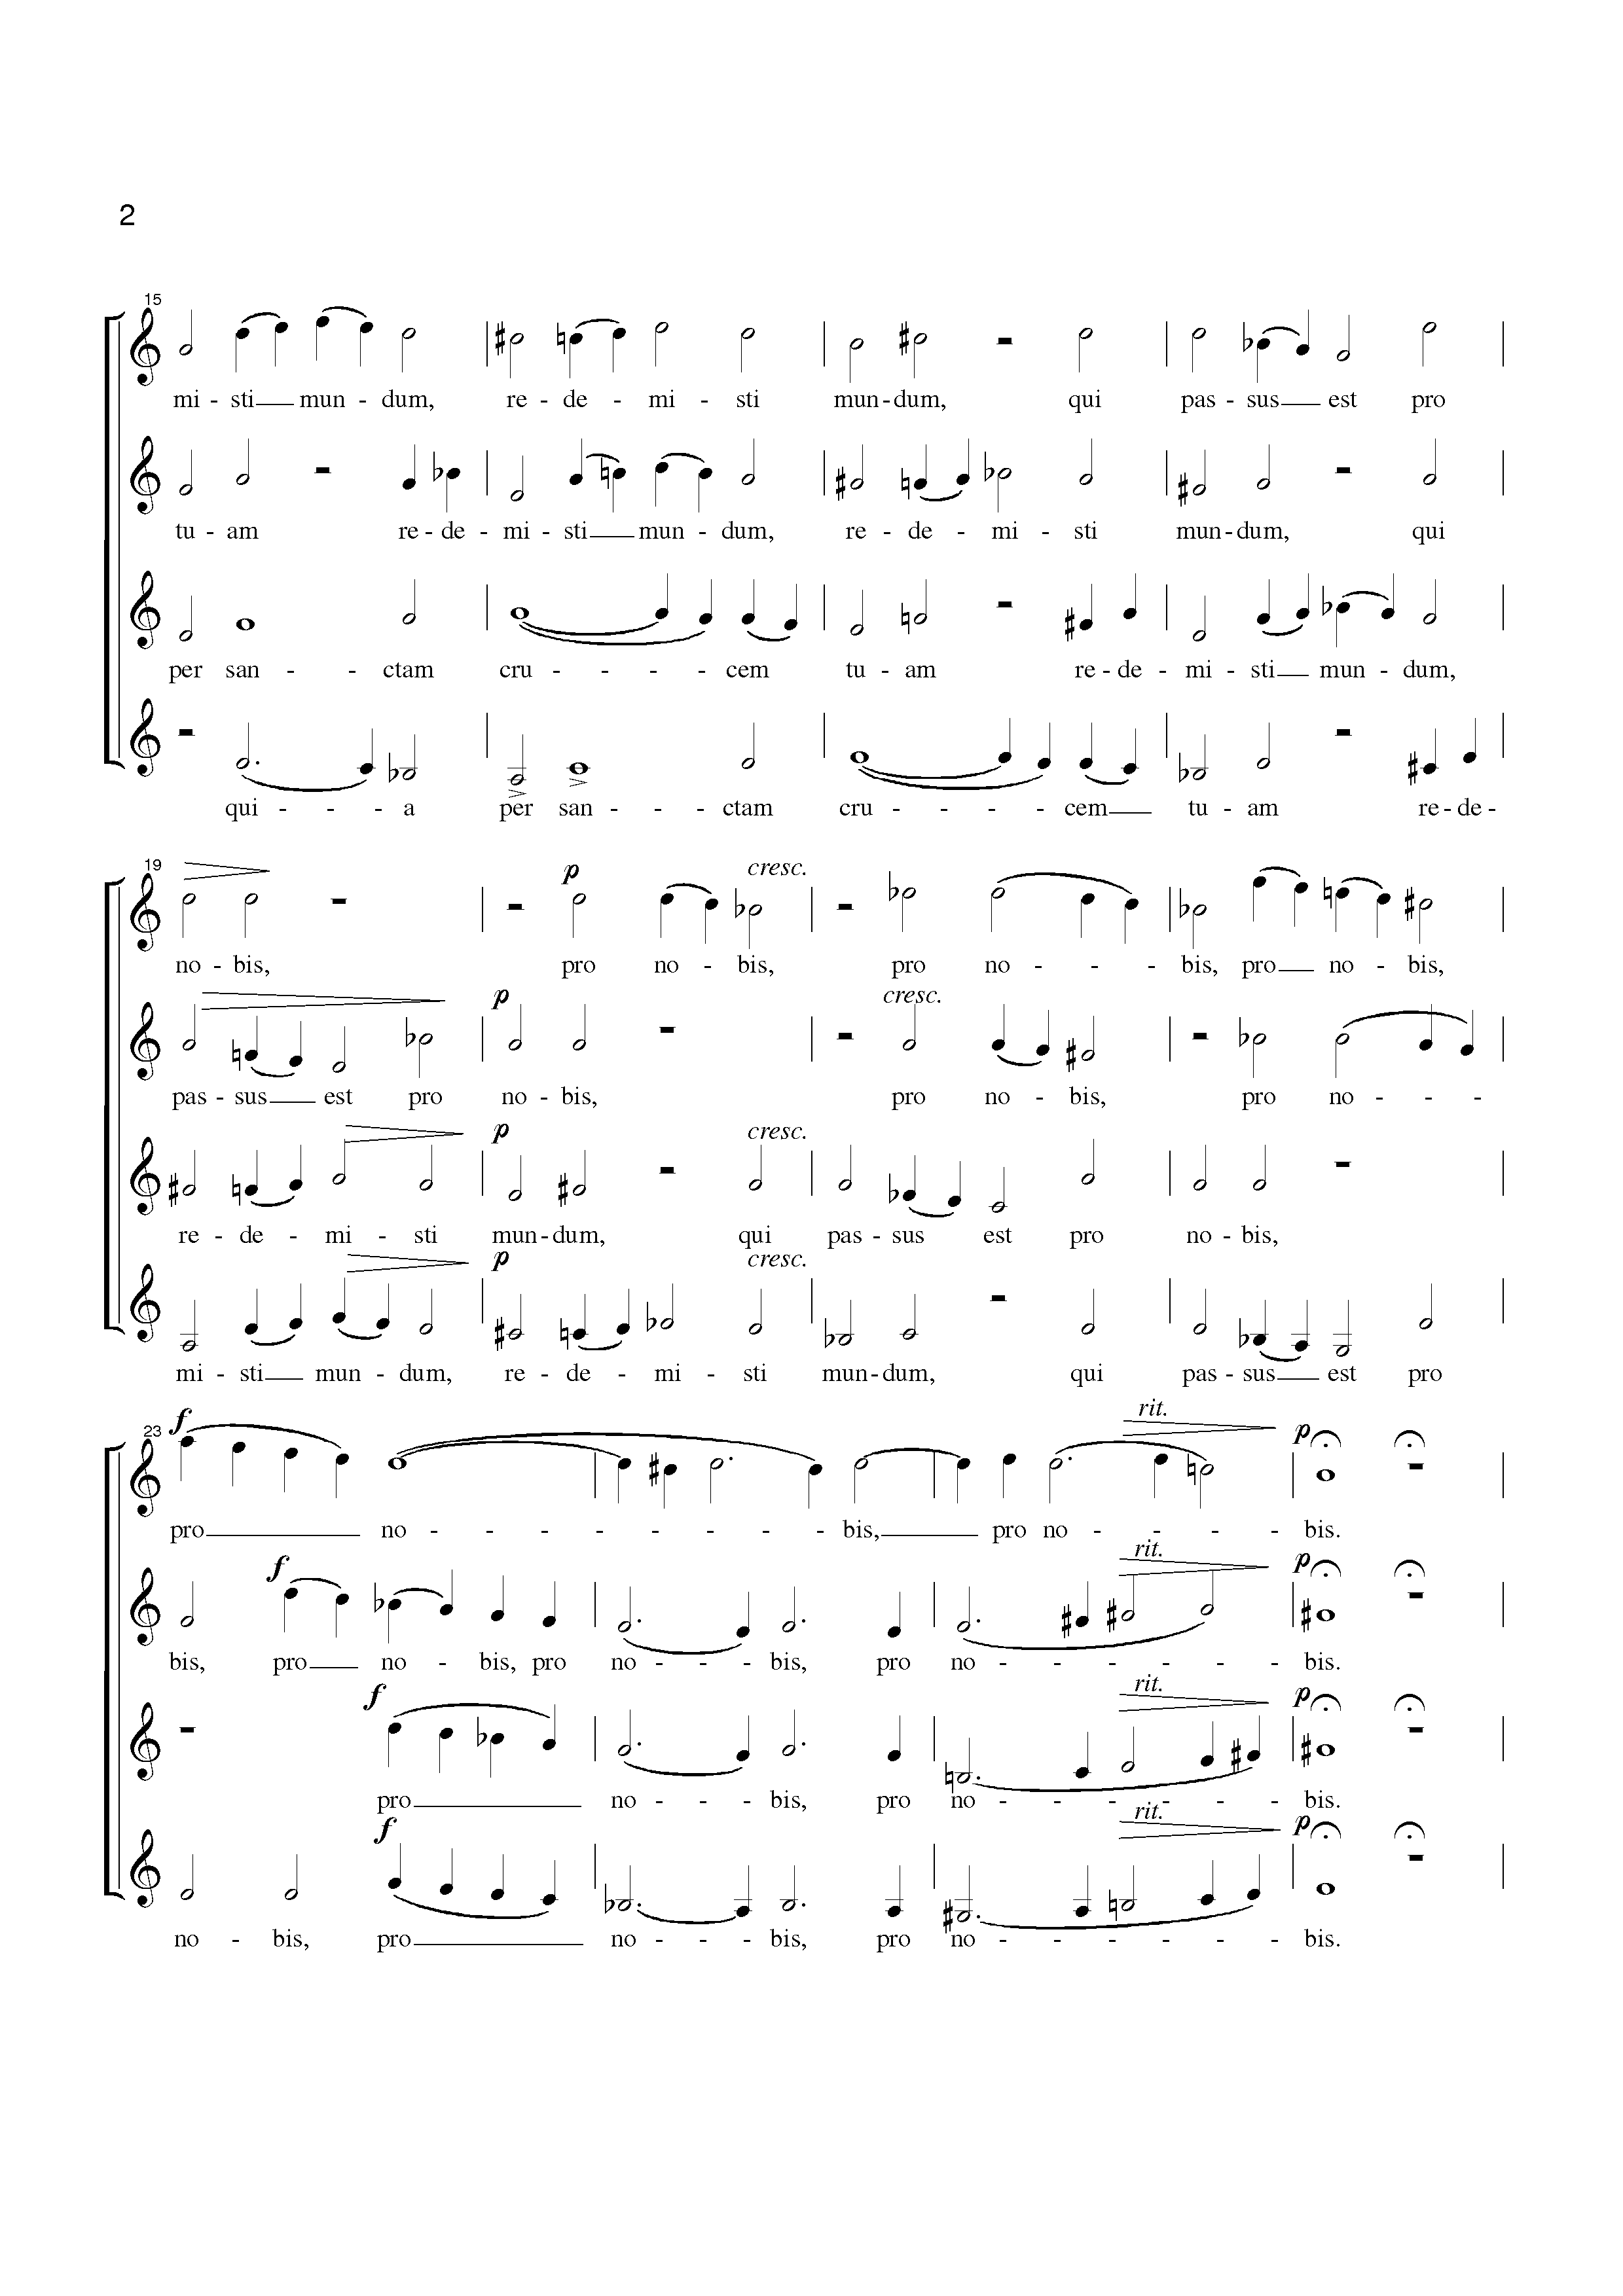 2
15
mi - sti mun - dum, re - de - mi - sti mun - dum, qui pas - sus est pro
tu - am re - de - mi - sti mun - dum, re - de - mi - sti mun - dum, qui
per san - - ctam cru - - - - cem tu - am re - de - mi - sti mun - dum,
qui - - - a per san - - - ctam cru - - - - cem tu - am re - de -
19 p cresc.
no - bis, pro no - bis, pro no - - - bis, pro no - bis,
p cresc.
pas - sus est pro no - bis, pro no - bis, pro no - - -
p cresc.
re - de - mi - sti mun - dum, qui pas - sus est pro no - bis,
p cresc.
mi - sti mun - dum, re - de - mi - sti mun - dum, qui pas - sus est pro
23 f rit. p
pro no - - - - - - - - bis, pro no - - - - bis.
f rit. p
bis, pro no - bis, pro no - - - bis, pro no - - - - - - bis.
f rit. p
pro no - - - bis, pro no - - - - - - bis.
f rit. p
no - bis, pro no - - - bis, pro no - - - - - - bis.